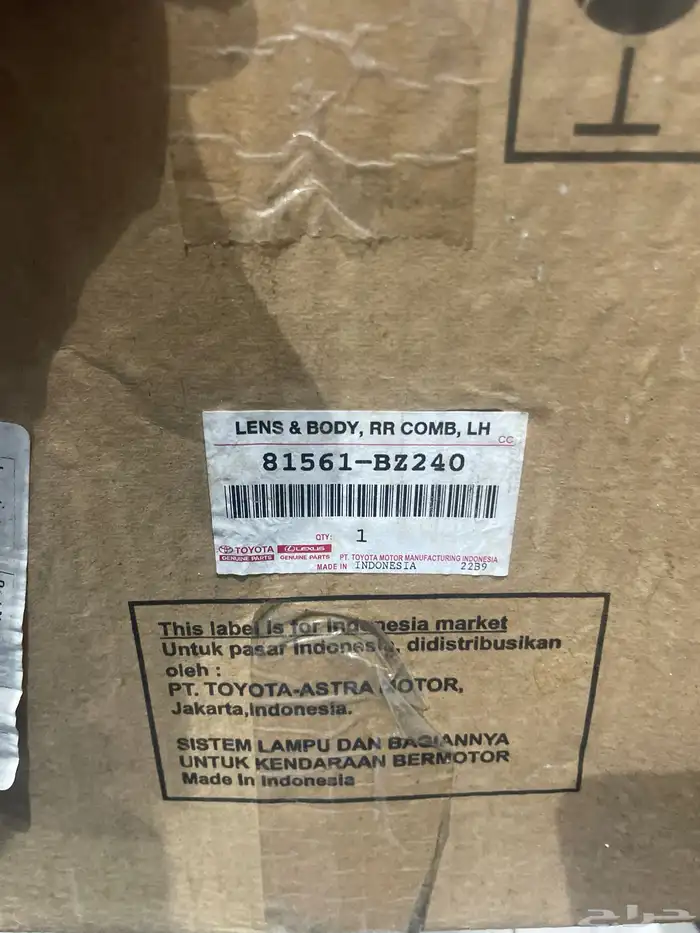 LENS & BODY, RR COMB, LH
CC
81561-BZ240
QTY: 1
TOYOTA
GENUINE PARTS
LEXUS
GENUINE PARTS
PT. TOYOTA MOTOR MANUFACTURING INDONESIA
MADE IN INDONESIA 22B9
This label is for Indonesia market
Untuk pasar Indonesia, didistribusikan
oleh :
PT. TOYOTA-ASTRA MOTOR,
Jakarta,Indonesia.
SISTEM LAMPU DAN BAGIANNYA
UNTUK KENDARAAN BERMOTOR
Made In Indonesia
حراج